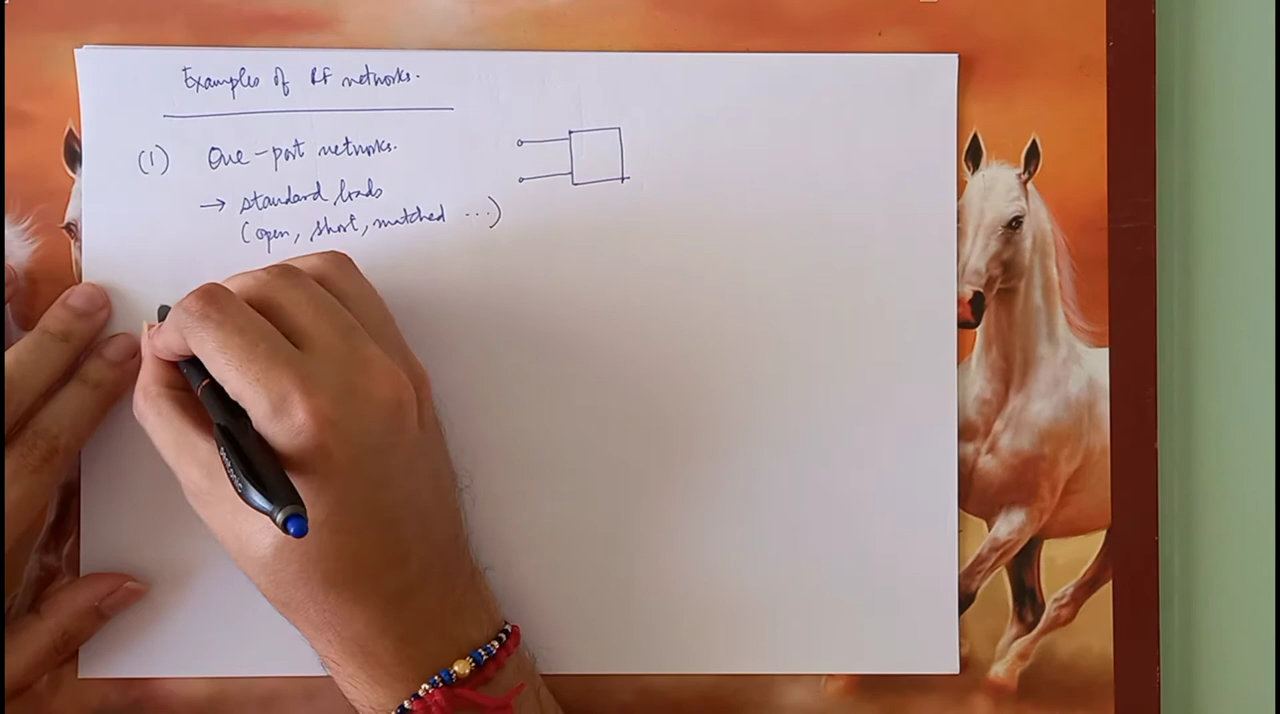 Examples of RF networks.
(1) One-port networks.
→ standard loads
(open, short, matched ...)